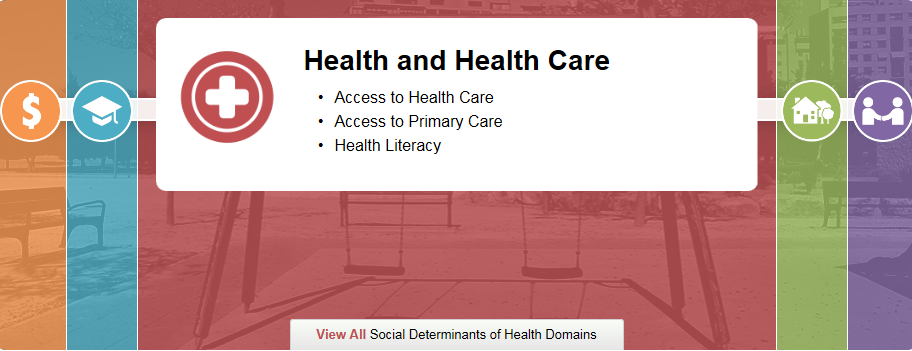 Health and Health Care
• Access to Health Care
• Access to Primary Care
• Health Literacy
View All Social Determinants of Health Domains